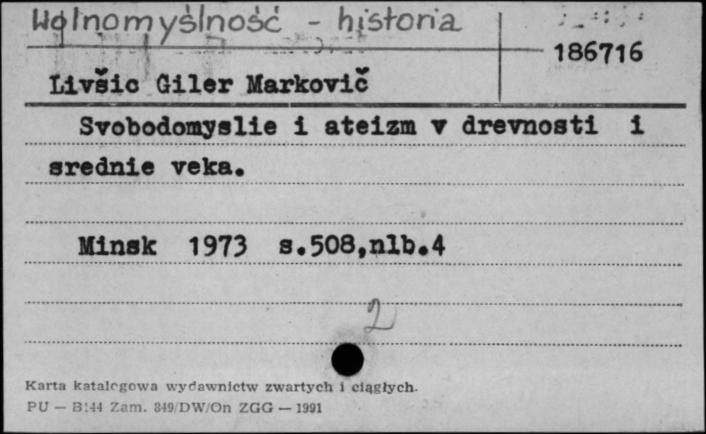 Wolnomyślność - historia
186716
Livšic Giler Markovič
Svobodomyslie i ateizm v drevnosti i
srednie veka.
Minsk 1973 s.508,nlb.4
2
Karta katalogowa wydawnictw zwartych i ciągłych.
PU — B144 Zam. 849/DW/On ZGG — 1991